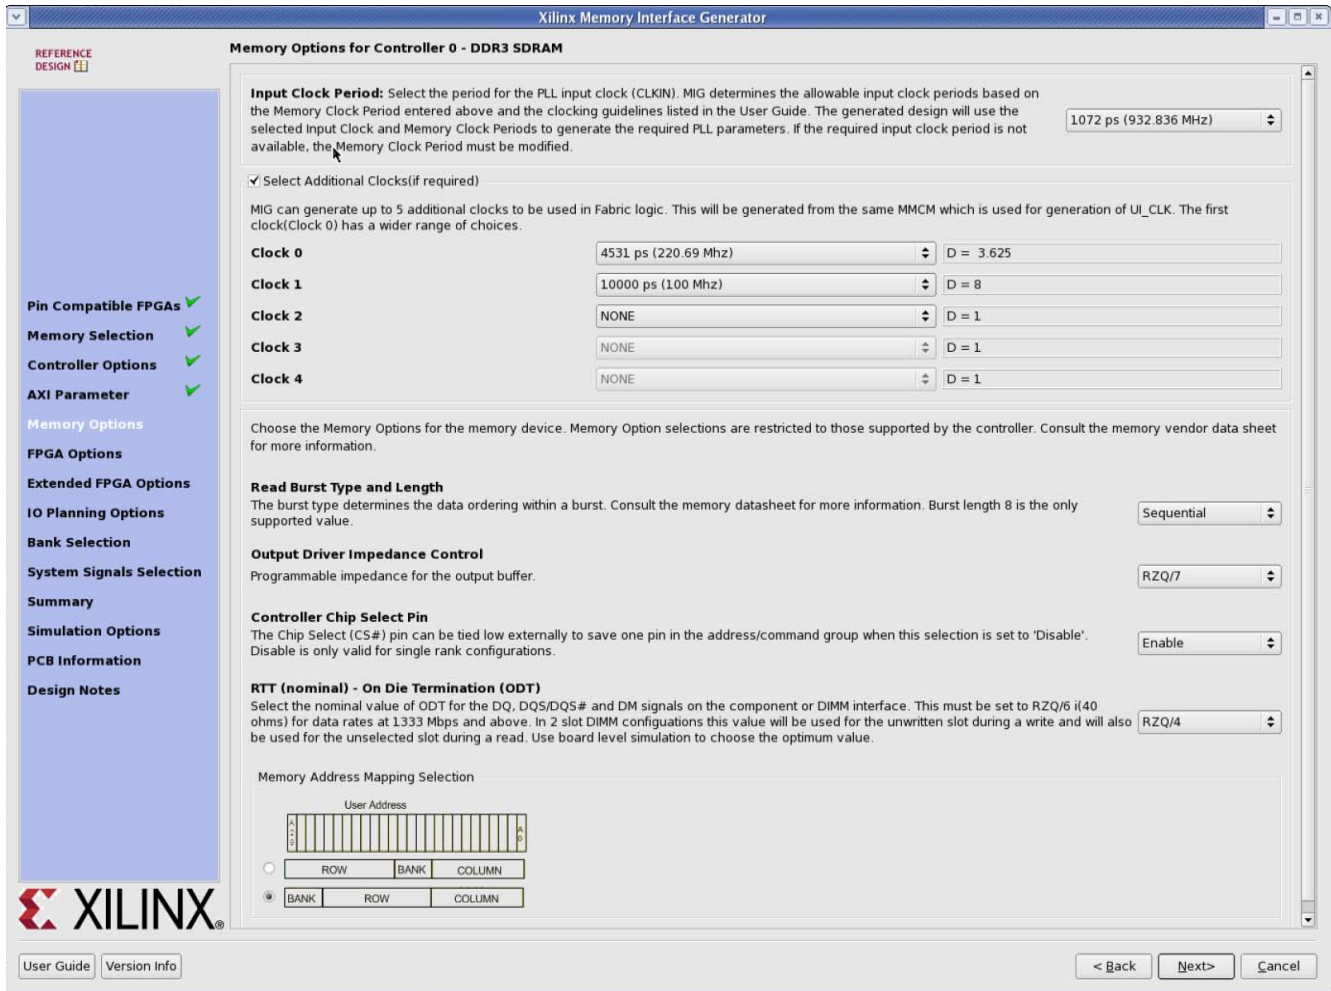 Xilinx Memory Interface Generator
REFERENCE
DESIGN
Memory Options for Controller 0 - DDR3 SDRAM
Input Clock Period: Select the period for the PLL input clock (CLKIN). MIG determines the allowable input clock periods based on
the Memory Clock Period entered above and the clocking guidelines listed in the User Guide. The generated design will use the
selected Input Clock and Memory Clock Periods to generate the required PLL parameters. If the required input clock period is not
available, the Memory Clock Period must be modified.
1072 ps (932.836 MHz)
Select Additional Clocks(if required)
MIG can generate up to 5 additional clocks to be used in Fabric logic. This will be generated from the same MMCM which is used for generation of UI_CLK. The first
clock(Clock 0) has a wider range of choices.
Clock 0 4531 ps (220.69 Mhz) D = 3.625
Clock 1 10000 ps (100 Mhz) D = 8
Clock 2 NONE D = 1
Clock 3 NONE D = 1
Clock 4 NONE D = 1
Pin Compatible FPGAs
Memory Selection
Controller Options
AXI Parameter
Memory Options
FPGA Options
Extended FPGA Options
IO Planning Options
Bank Selection
System Signals Selection
Summary
Simulation Options
PCB Information
Design Notes
Choose the Memory Options for the memory device. Memory Option selections are restricted to those supported by the controller. Consult the memory vendor data sheet
for more information.
Read Burst Type and Length
The burst type determines the data ordering within a burst. Consult the memory datasheet for more information. Burst length 8 is the only
supported value.
Sequential
Output Driver Impedance Control
Programmable impedance for the output buffer.
RZQ/7
Controller Chip Select Pin
The Chip Select (CS#) pin can be tied low externally to save one pin in the address/command group when this selection is set to 'Disable'.
Disable is only valid for single rank configurations.
Enable
RTT (nominal) - On Die Termination (ODT)
Select the nominal value of ODT for the DQ, DQS/DQS# and DM signals on the component or DIMM interface. This must be set to RZQ/6 i(40
ohms) for data rates at 1333 Mbps and above. In 2 slot DIMM configuations this value will be used for the unwritten slot during a write and will also
be used for the unselected slot during a read. Use board level simulation to choose the optimum value.
RZQ/4
Memory Address Mapping Selection
User Address
A
0
ROW BANK COLUMN
BANK ROW COLUMN
XILINX®
User Guide Version Info < Back Next> Cancel